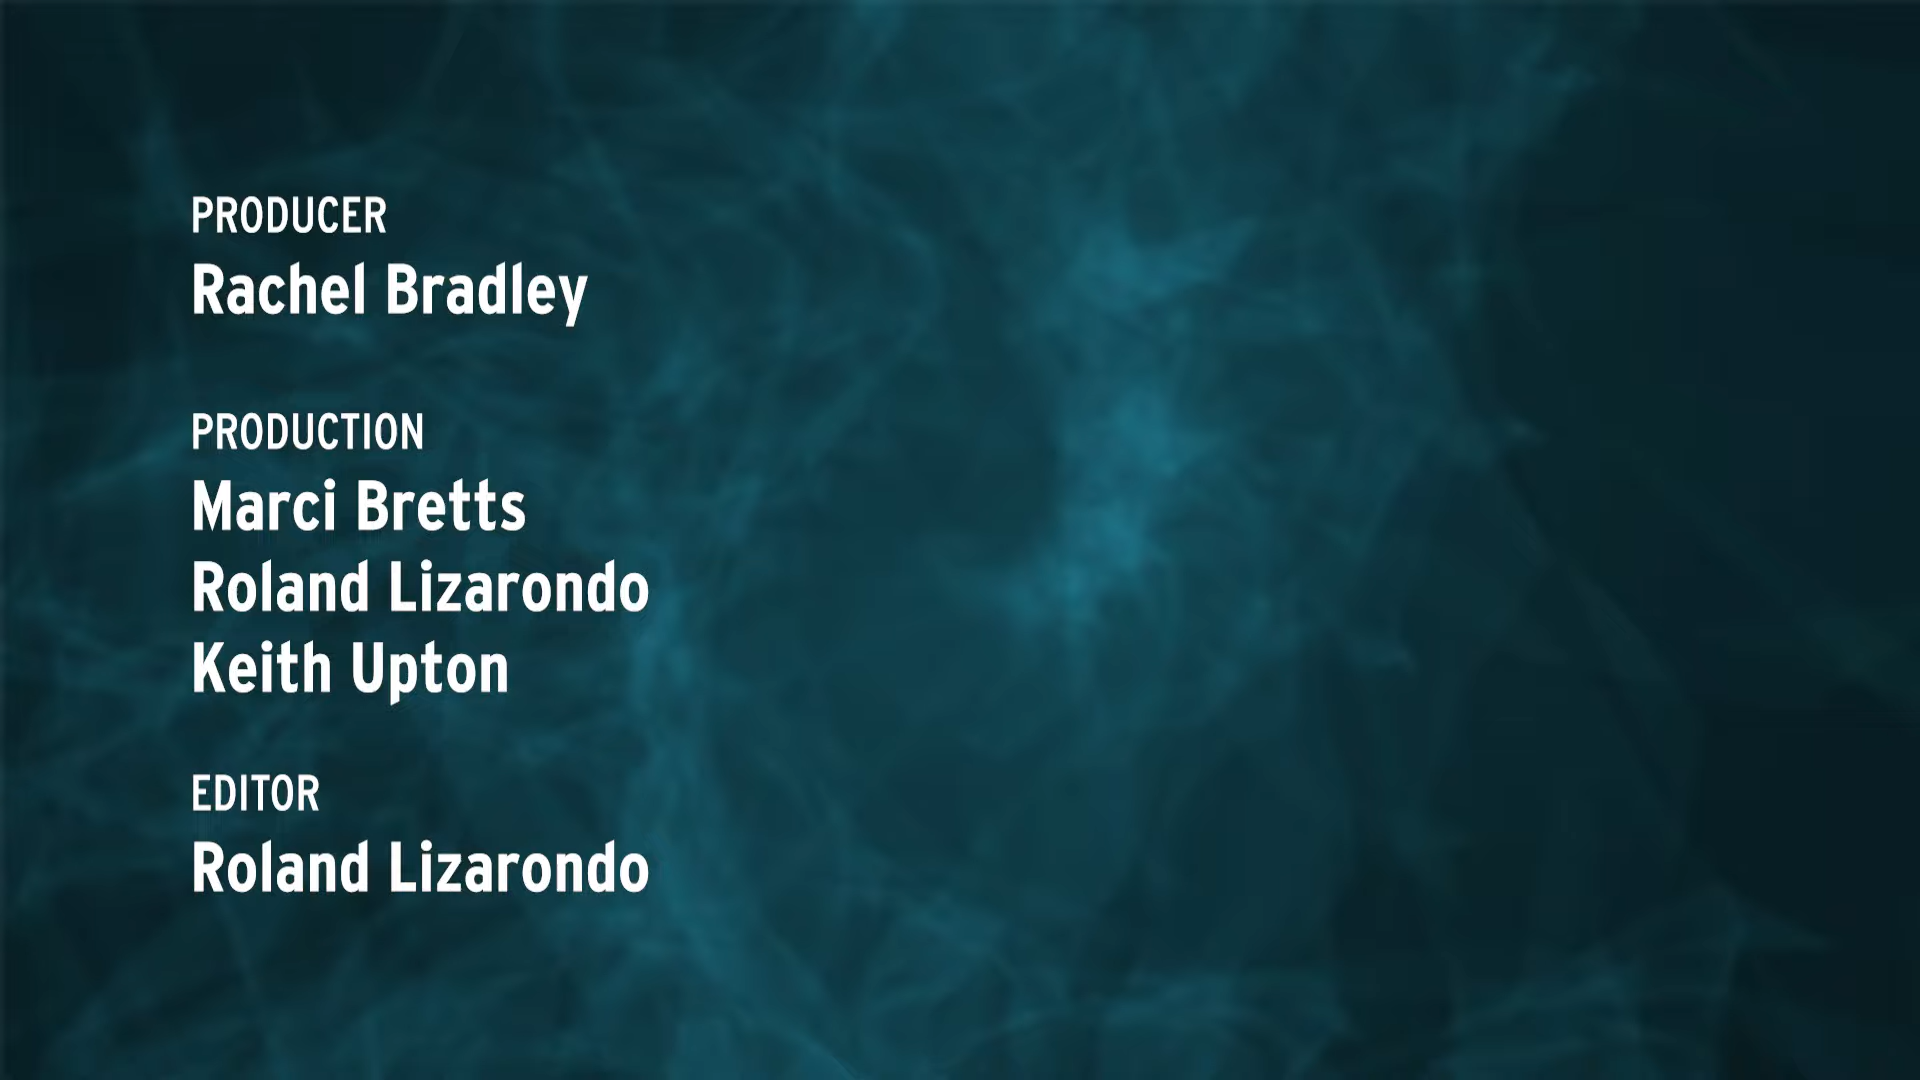 PRODUCER
Rachel Bradley
PRODUCTION
Marci Bretts
Roland Lizarondo
Keith Upton
EDITOR
Roland Lizarondo